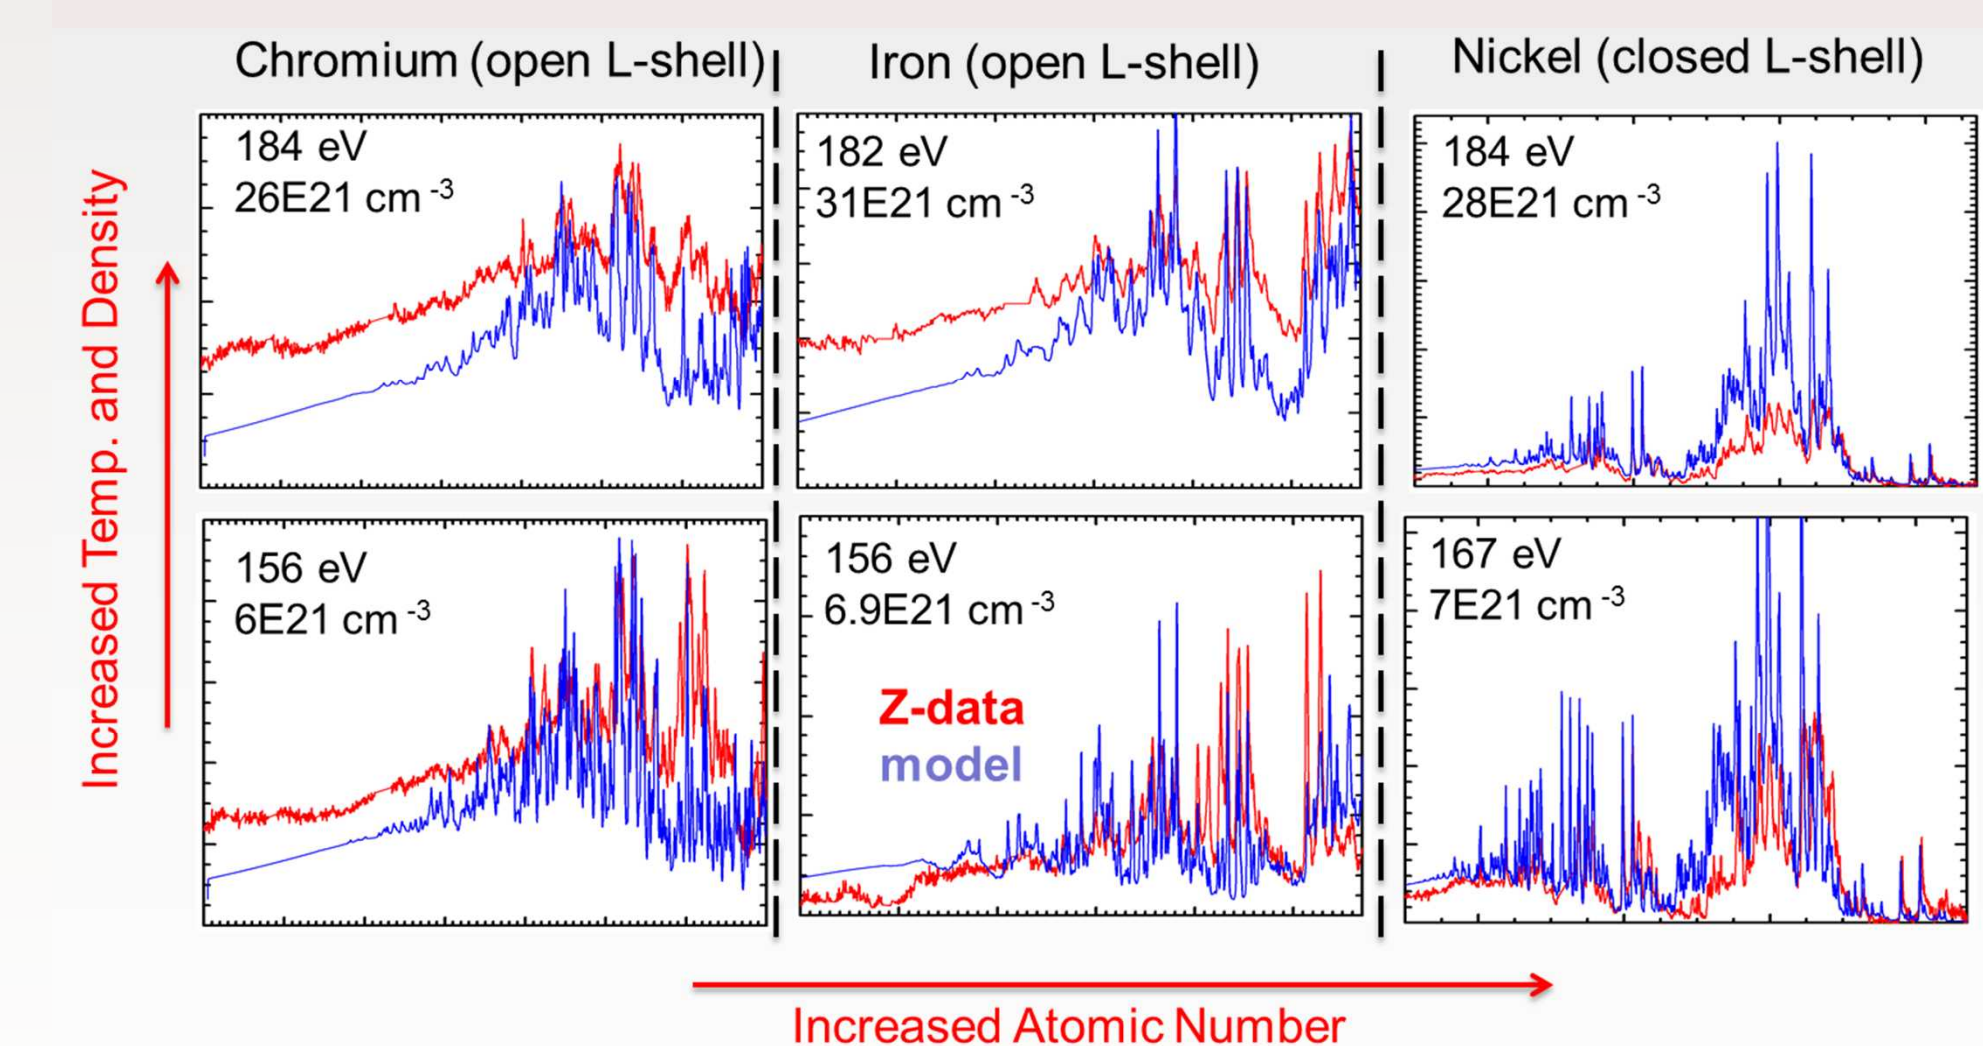 Chromium (open L-shell)
Iron (open L-shell)
Nickel (closed L-shell)
184 eV
26E21 cm -3
182 eV
31E21 cm -3
184 eV
28E21 cm -3
Increased Temp. and Density
156 eV
6E21 cm -3
156 eV
6.9E21 cm -3
Z-data
model
167 eV
7E21 cm -3
Increased Atomic Number